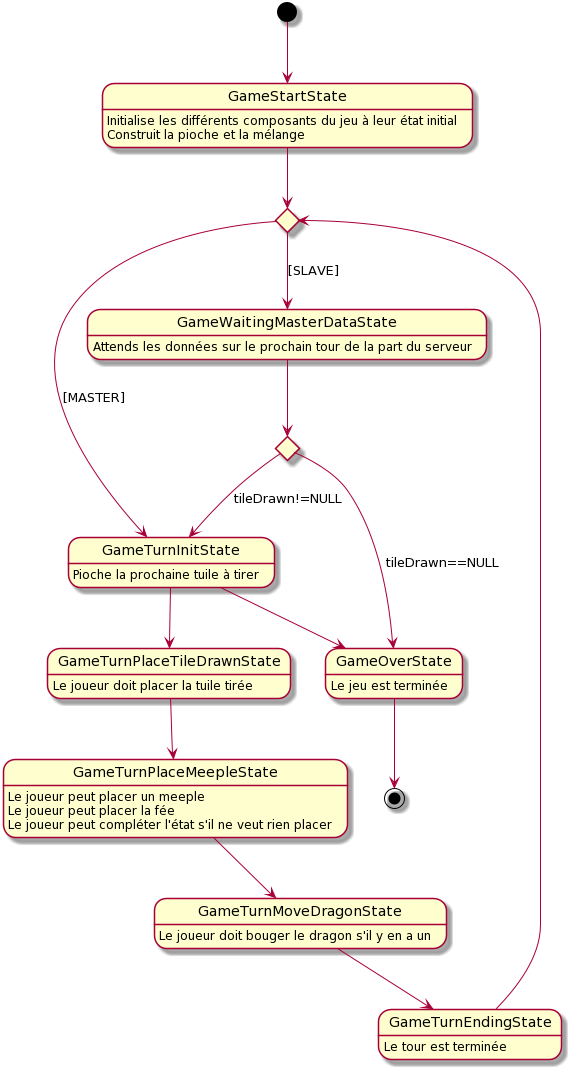 GameStartState
Initialise les différents composants du jeu à leur état initial
Construit la pioche et la mélange
[SLAVE]
GameWaitingMasterDataState
Attends les données sur le prochain tour de la part du serveur
[MASTER]
tileDrawn!=NULL
GameTurnInitState
Pioche la prochaine tuile à tirer
tileDrawn==NULL
GameTurnPlaceTileDrawnState
Le joueur doit placer la tuile tirée
GameOverState
Le jeu est terminée
GameTurnPlaceMeepleState
Le joueur peut placer un meeple
Le joueur peut placer la fée
Le joueur peut compléter l'état s'il ne veut rien placer
GameTurnMoveDragonState
Le joueur doit bouger le dragon s'il y en a un
GameTurnEndingState
Le tour est terminée